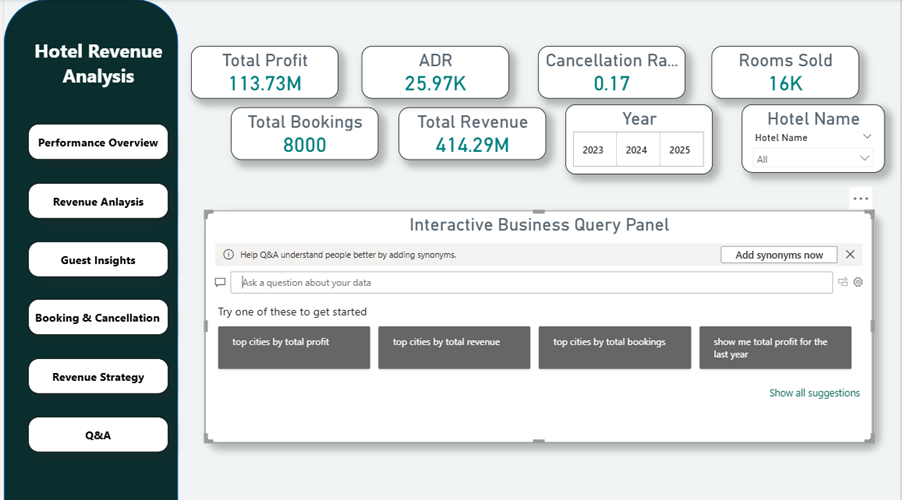 Hotel Revenue
Analysis
Performance Overview
Revenue Anlaysis
Guest Insights
Booking & Cancellation
Revenue Strategy
Q&A
Total Profit
113.73M
ADR
25.97K
Cancellation Ra...
0.17
Rooms Sold
16K
Total Bookings
8000
Total Revenue
414.29M
Year
2023 2024 2025
Hotel Name
Hotel Name
All
Interactive Business Query Panel
Help Q&A understand people better by adding synonyms.
Add synonyms now
Ask a question about your data
Try one of these to get started
top cities by total profit
top cities by total revenue
top cities by total bookings
show me total profit for the
last year
Show all suggestions